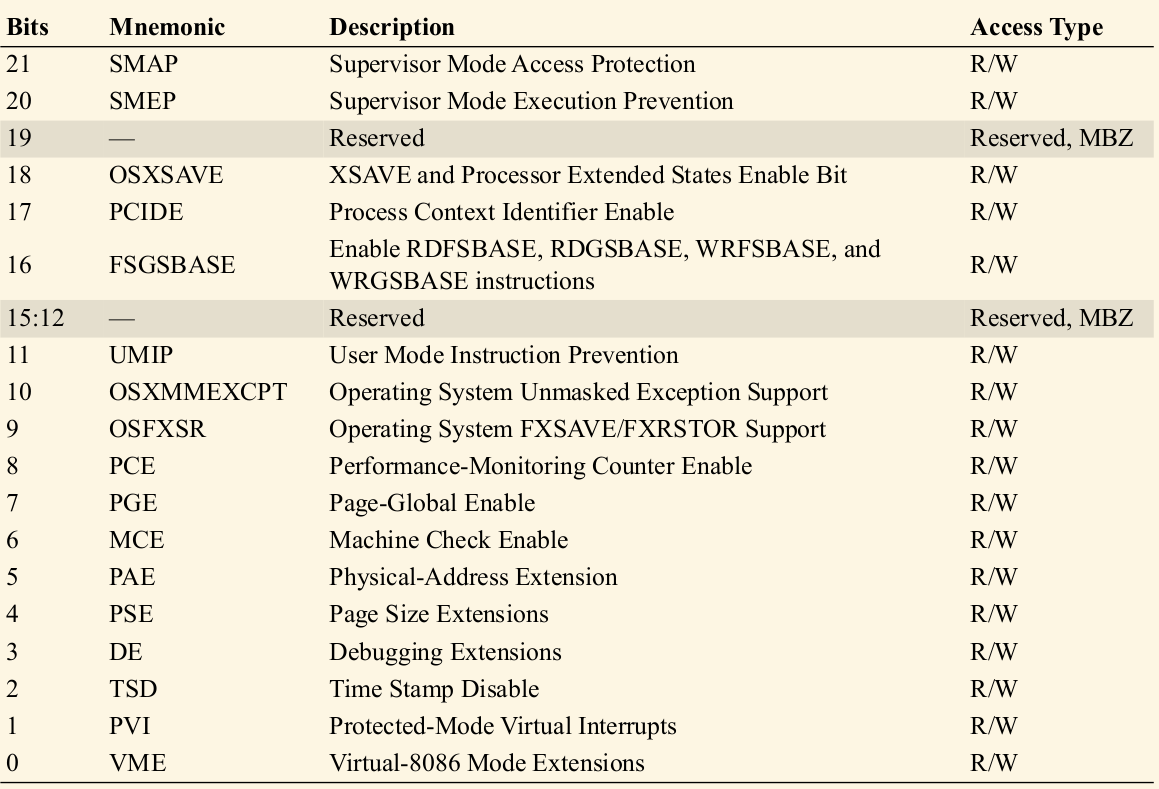 Bits Mnemonic Description Access Type
21 SMAP Supervisor Mode Access Protection R/W
20 SMEP Supervisor Mode Execution Prevention R/W
19 — Reserved Reserved, MBZ
18 OSXSAVE XSAVE and Processor Extended States Enable Bit R/W
17 PCIDE Process Context Identifier Enable R/W
16 FSGSBASE Enable RDFSBASE, RDGSBASE, WRFSBASE, and
WRGSBASE instructions R/W
15:12 — Reserved Reserved, MBZ
11 UMIP User Mode Instruction Prevention R/W
10 OSXMMEXCPT Operating System Unmasked Exception Support R/W
9 OSFXSR Operating System FXSAVE/FXRSTOR Support R/W
8 PCE Performance-Monitoring Counter Enable R/W
7 PGE Page-Global Enable R/W
6 MCE Machine Check Enable R/W
5 PAE Physical-Address Extension R/W
4 PSE Page Size Extensions R/W
3 DE Debugging Extensions R/W
2 TSD Time Stamp Disable R/W
1 PVI Protected-Mode Virtual Interrupts R/W
0 VME Virtual-8086 Mode Extensions R/W